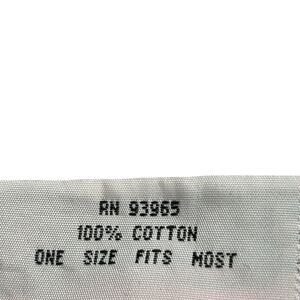 RN 93965
100% COTTON
ONE SIZE FITS MOST